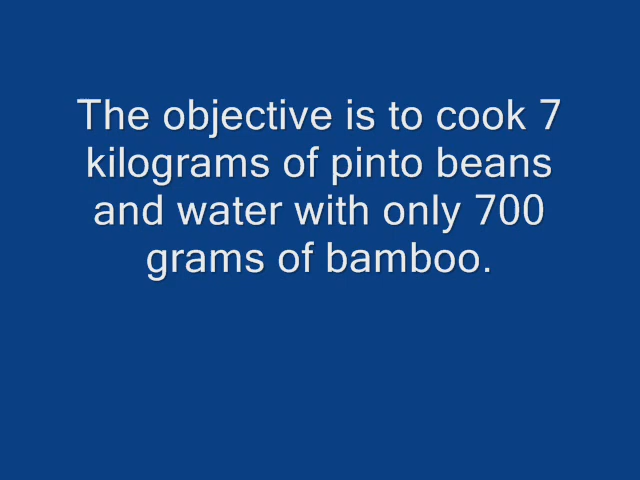 The objective is to cook 7
kilograms of pinto beans
and water with only 700
grams of bamboo.